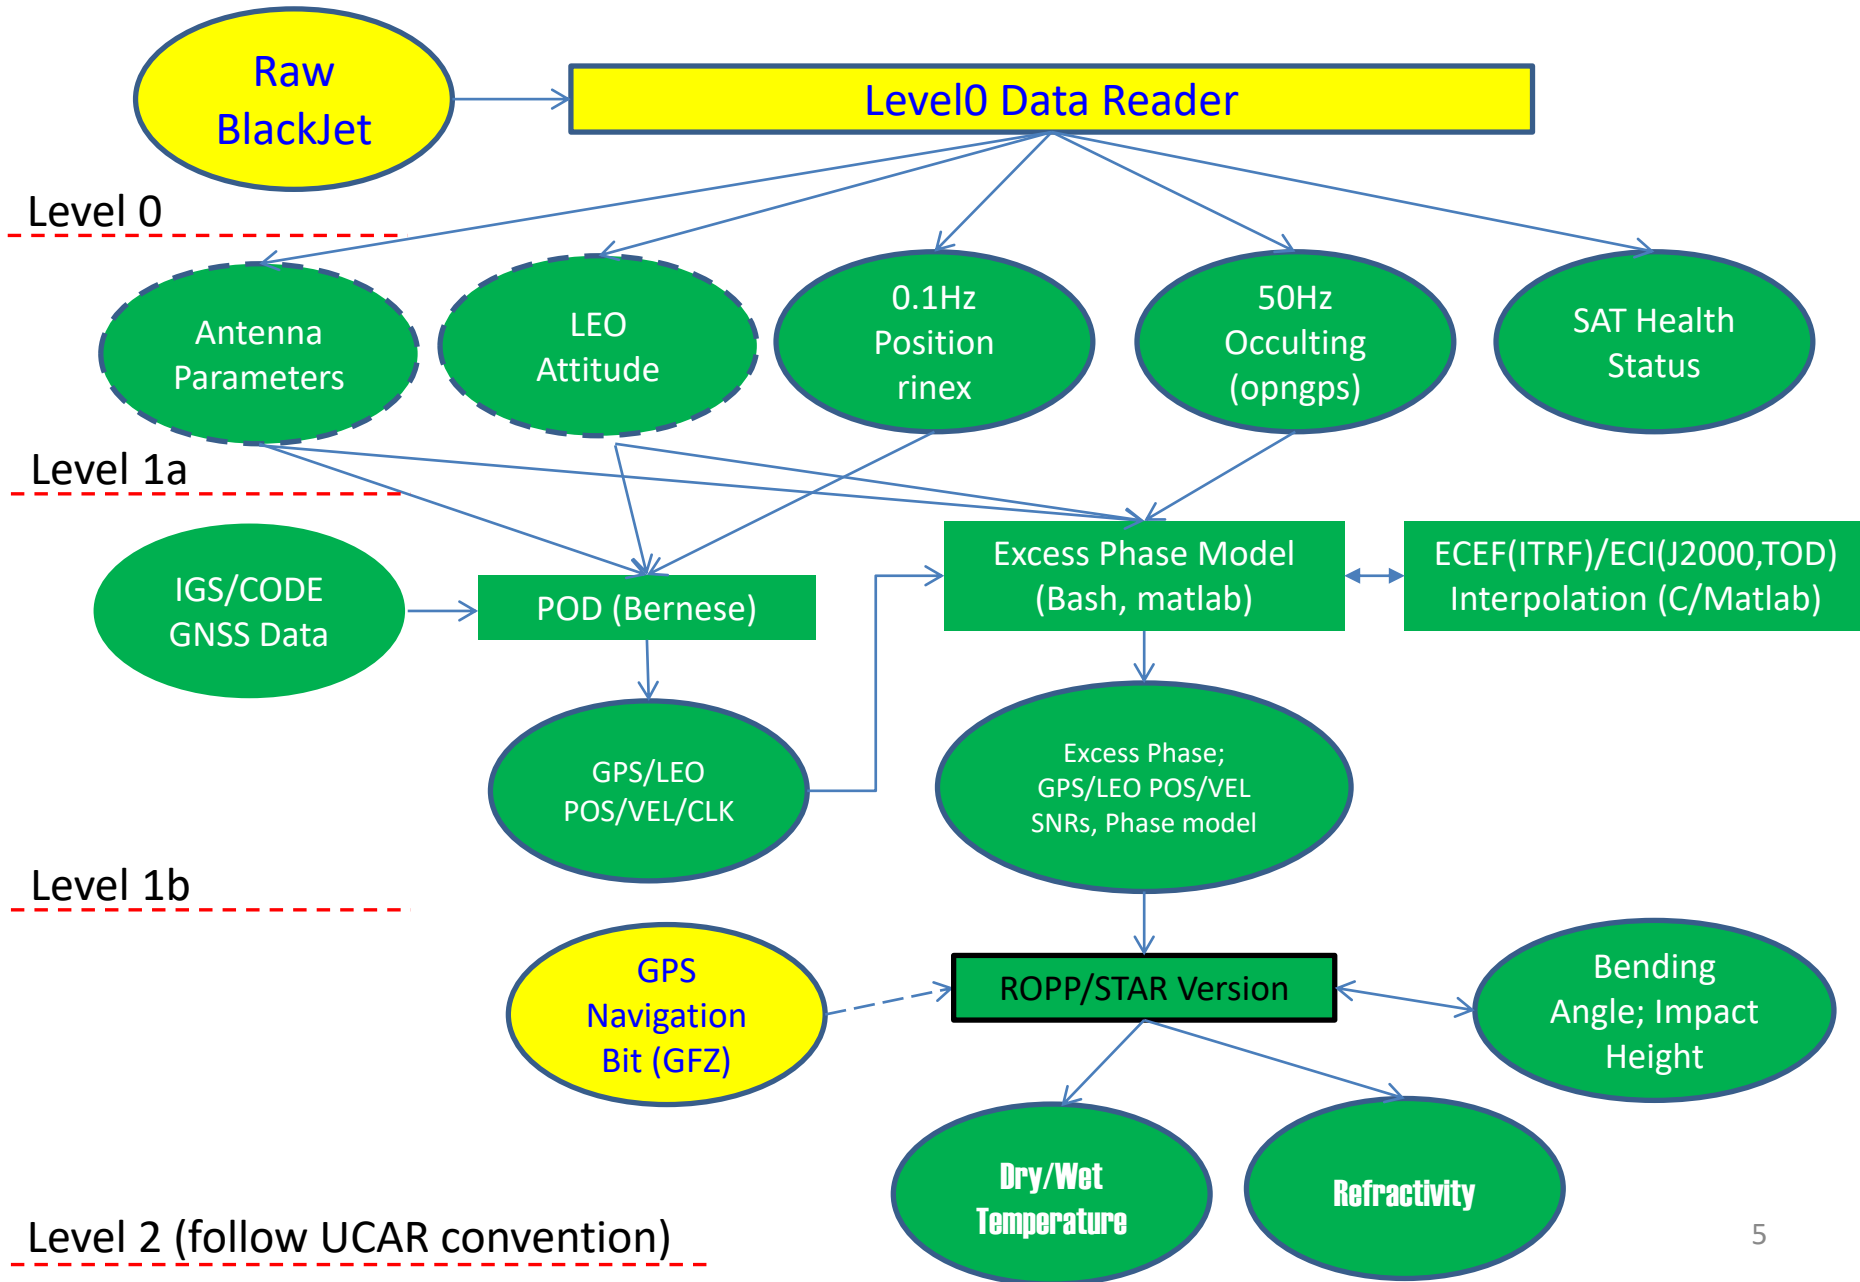 Raw
BlackJet
Level0 Data Reader
Level 0
Antenna
Parameters
LEO
Attitude
0.1Hz
Position
rinex
50Hz
Occulting
(opngps)
SAT Health
Status
Level 1a
IGS/CODE
GNSS Data
POD (Bernese)
Excess Phase Model
(Bash, matlab)
ECEF(ITRF)/ECI(J2000,TOD)
Interpolation (C/Matlab)
GPS/LEO
POS/VEL/CLK
Excess Phase;
GPS/LEO POS/VEL
SNRs, Phase model
Level 1b
GPS
Navigation
Bit (GFZ)
ROPP/STAR Version
Bending
Angle; Impact
Height
Dry/Wet
Temperature
Refractivity
Level 2 (follow UCAR convention)
5